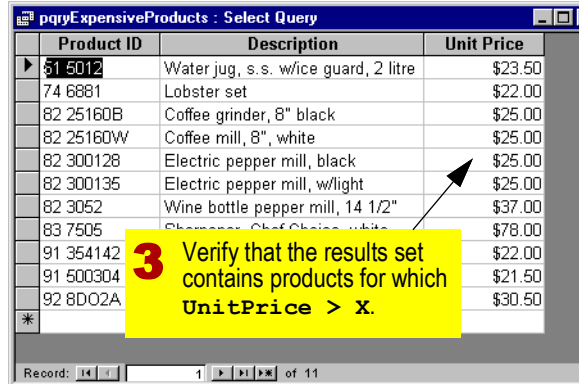 pqryExpensiveProducts : Select Query
Product ID Description Unit Price
51 5012 Water jug, s.s. w/ice guard, 2 litre $23.50
74 6881 Lobster set $22.00
82 25160B Coffee grinder, 8" black $25.00
82 25160W Coffee mill, 8", white $25.00
82 300128 Electric pepper mill, black $25.00
82 300135 Electric pepper mill, w/light $25.00
82 3052 Wine bottle pepper mill, 14 1/2" $37.00
83 7505 Sharpener, Chef Choice, white $78.00
91 354142 $22.00
91 500304 $21.50
92 8DO2A $30.50
3 Verify that the results set
contains products for which
UnitPrice > X.
Record: 1 of 11